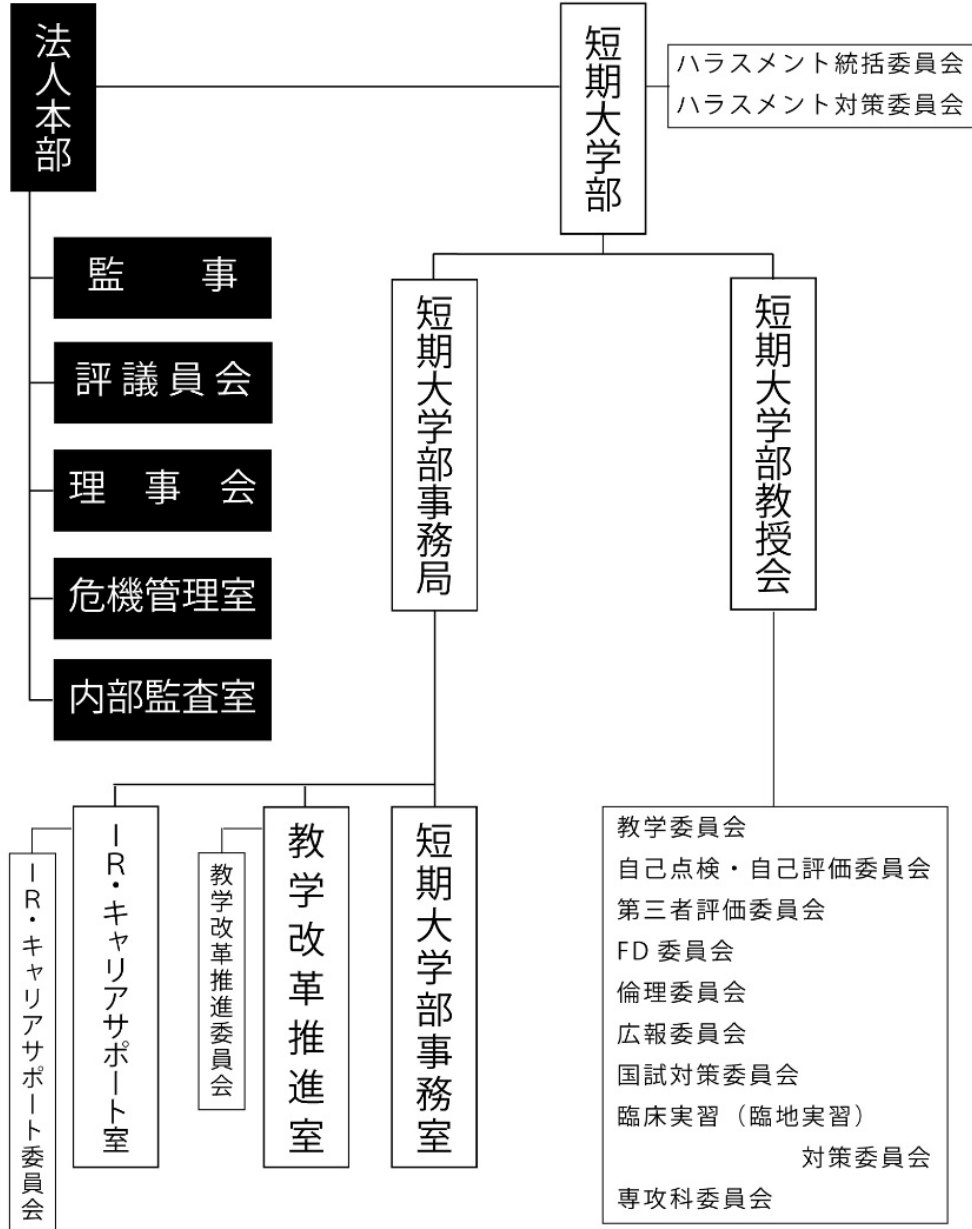 法人本部
短期大学部
ハラスメント統括委員会
ハラスメント対策委員会
監事
評議員会
理事会
危機管理室
内部監査室
短期大学部事務局
短期大学部教授会
IR・キャリアサポート委員会
IR・キャリアサポート室
教学改革推進委員会
教学改革推進室
短期大学部事務室
教学委員会
自己点検・自己評価委員会
第三者評価委員会
FD 委員会
倫理委員会
広報委員会
国試対策委員会
臨床実習（臨地実習）
対策委員会
専攻科委員会